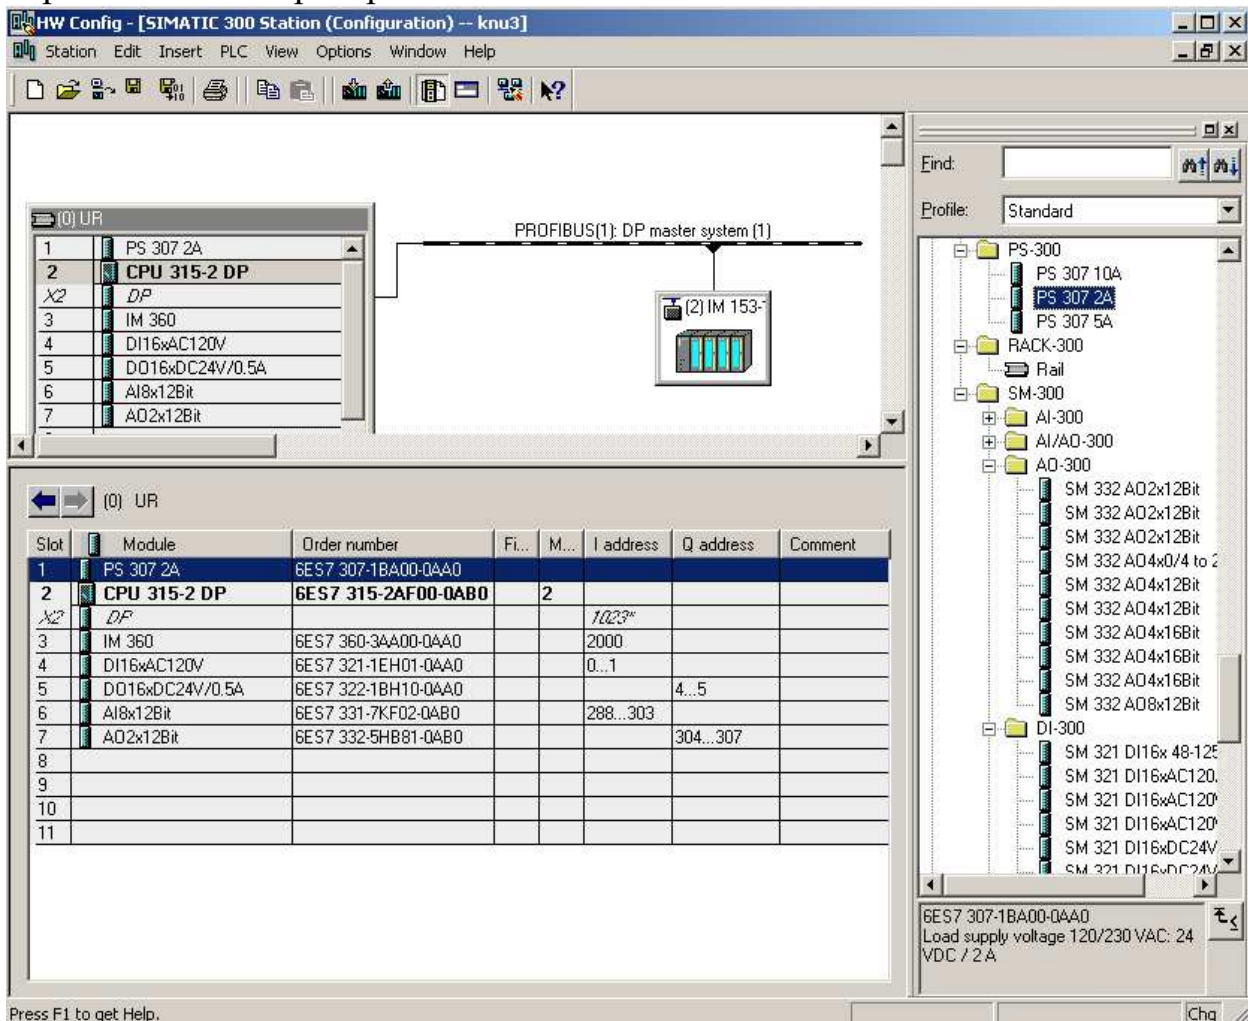 HW Config - [SIMATIC 300 Station (Configuration) -- knu3]
Station Edit Insert PLC View Options Window Help
(0) UR
1 PS 307 2A
2 CPU 315-2 DP
X2 DP
3 IM 360
4 DI16xAC120V
5 DO16xDC24V/0.5A
6 AI8x12Bit
7 AO2x12Bit
PROFIBUS(1): DP master system (1)
(2) IM 153-
(0) UR
Slot Module Order number Fi... M... I address Q address Comment
1 PS 307 2A 6ES7 307-1BA00-0AA0
2 CPU 315-2 DP 6ES7 315-2AF00-0AB0 2
X2 DP 1023*
3 IM 360 6ES7 360-3AA00-0AA0 2000
4 DI16xAC120V 6ES7 321-1EH01-0AA0 0...1
5 DO16xDC24V/0.5A 6ES7 322-1BH10-0AA0 4...5
6 AI8x12Bit 6ES7 331-7KF02-0AB0 288...303
7 AO2x12Bit 6ES7 332-5HB81-0AB0 304...307
8
9
10
11
Find:
Profile: Standard
PS-300
PS 307 10A
PS 307 2A
PS 307 5A
RACK-300
Rail
SM-300
AI-300
AI/AO-300
AO-300
SM 332 AO2x12Bit
SM 332 AO2x12Bit
SM 332 AO2x12Bit
SM 332 AO4x0/4 to 2
SM 332 AO4x12Bit
SM 332 AO4x12Bit
SM 332 AO4x16Bit
SM 332 AO4x16Bit
SM 332 AO4x16Bit
SM 332 AO8x12Bit
DI-300
SM 321 DI16x 48-125
SM 321 DI16xAC120
SM 321 DI16xAC120
SM 321 DI16xAC120
SM 321 DI16xDC24V
SM 321 DI16xDC24V
6ES7 307-1BA00-0AA0
Load supply voltage 120/230 VAC: 24
VDC / 2 A
Press F1 to get Help.
Chg